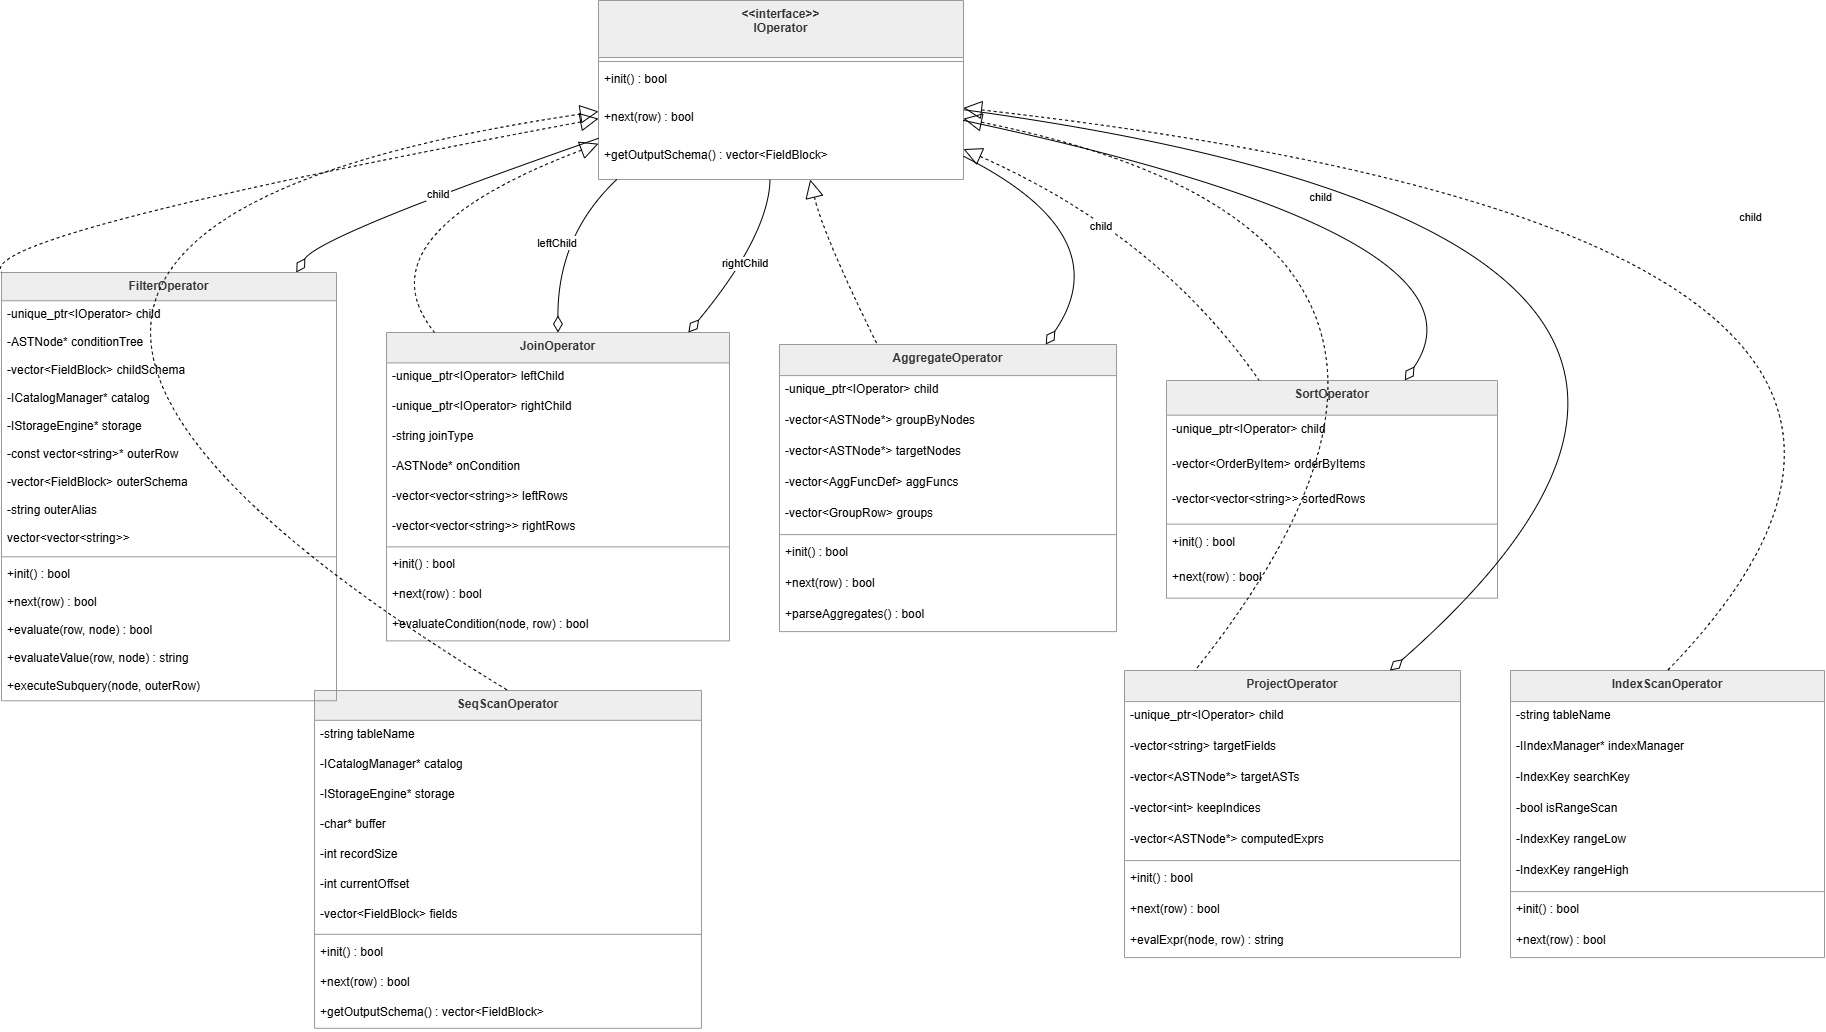 <<interface>>
IOperator
+init() : bool
+next(row) : bool
+getOutputSchema() : vector<FieldBlock>
child
leftChild
rightChild
child
child
child
FilterOperator
-unique_ptr<IOperator> child
-ASTNode* conditionTree
-vector<FieldBlock> childSchema
-ICatalogManager* catalog
-IStorageEngine* storage
-const vector<string>* outerRow
-vector<FieldBlock> outerSchema
-string outerAlias
vector<vector<string>>
+init() : bool
+next(row) : bool
+evaluate(row, node) : bool
+evaluateValue(row, node) : string
+executeSubquery(node, outerRow)
JoinOperator
-unique_ptr<IOperator> leftChild
-unique_ptr<IOperator> rightChild
-string joinType
-ASTNode* onCondition
-vector<vector<string>> leftRows
-vector<vector<string>> rightRows
+init() : bool
+next(row) : bool
+evaluateCondition(node, row) : bool
AggregateOperator
-unique_ptr<IOperator> child
-vector<ASTNode*> groupByNodes
-vector<ASTNode*> targetNodes
-vector<AggFuncDef> aggFuncs
-vector<GroupRow> groups
+init() : bool
+next(row) : bool
+parseAggregates() : bool
SortOperator
-unique_ptr<IOperator> child
-vector<OrderByItem> orderByItems
-vector<vector<string>> sortedRows
+init() : bool
+next(row) : bool
SeqScanOperator
-string tableName
-ICatalogManager* catalog
-IStorageEngine* storage
-char* buffer
-int recordSize
-int currentOffset
-vector<FieldBlock> fields
+init() : bool
+next(row) : bool
+getOutputSchema() : vector<FieldBlock>
ProjectOperator
-unique_ptr<IOperator> child
-vector<string> targetFields
-vector<ASTNode*> targetASTs
-vector<int> keepIndices
-vector<ASTNode*> computedExprs
+init() : bool
+next(row) : bool
+evalExpr(node, row) : string
IndexScanOperator
-string tableName
-IIndexManager* indexManager
-IndexKey searchKey
-bool isRangeScan
-IndexKey rangeLow
-IndexKey rangeHigh
+init() : bool
+next(row) : bool